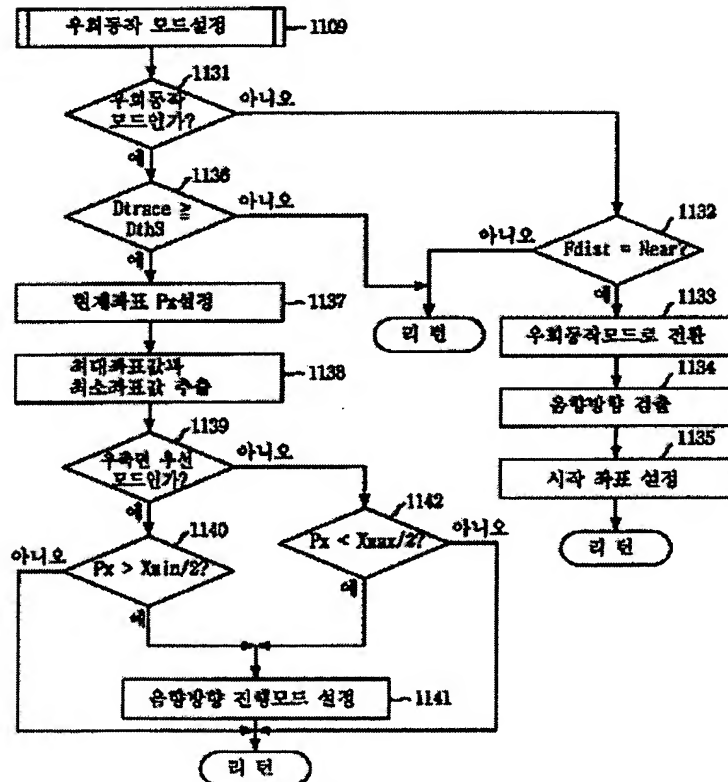 우회동작 모드설정
1109
1131
우회동작
모드인가?
아니오
예
1136
Dtrace ≧
Dth3
아니오
예
1132
Fdist = Near?
아니오
예
현재좌표 Px설정
1137
리 턴
1133
우회동작모드로 전환
최대좌표값과
최소좌표값 추출
1138
1134
음향방향 검출
1139
우측면 우선
모드인가?
아니오
예
1135
시작 좌표 설정
1140
Px > Xmin/2?
아니오
예
1142
Px < Xmax/2?
아니오
예
리 턴
음향방향 진행모드 설정
1141
리 턴